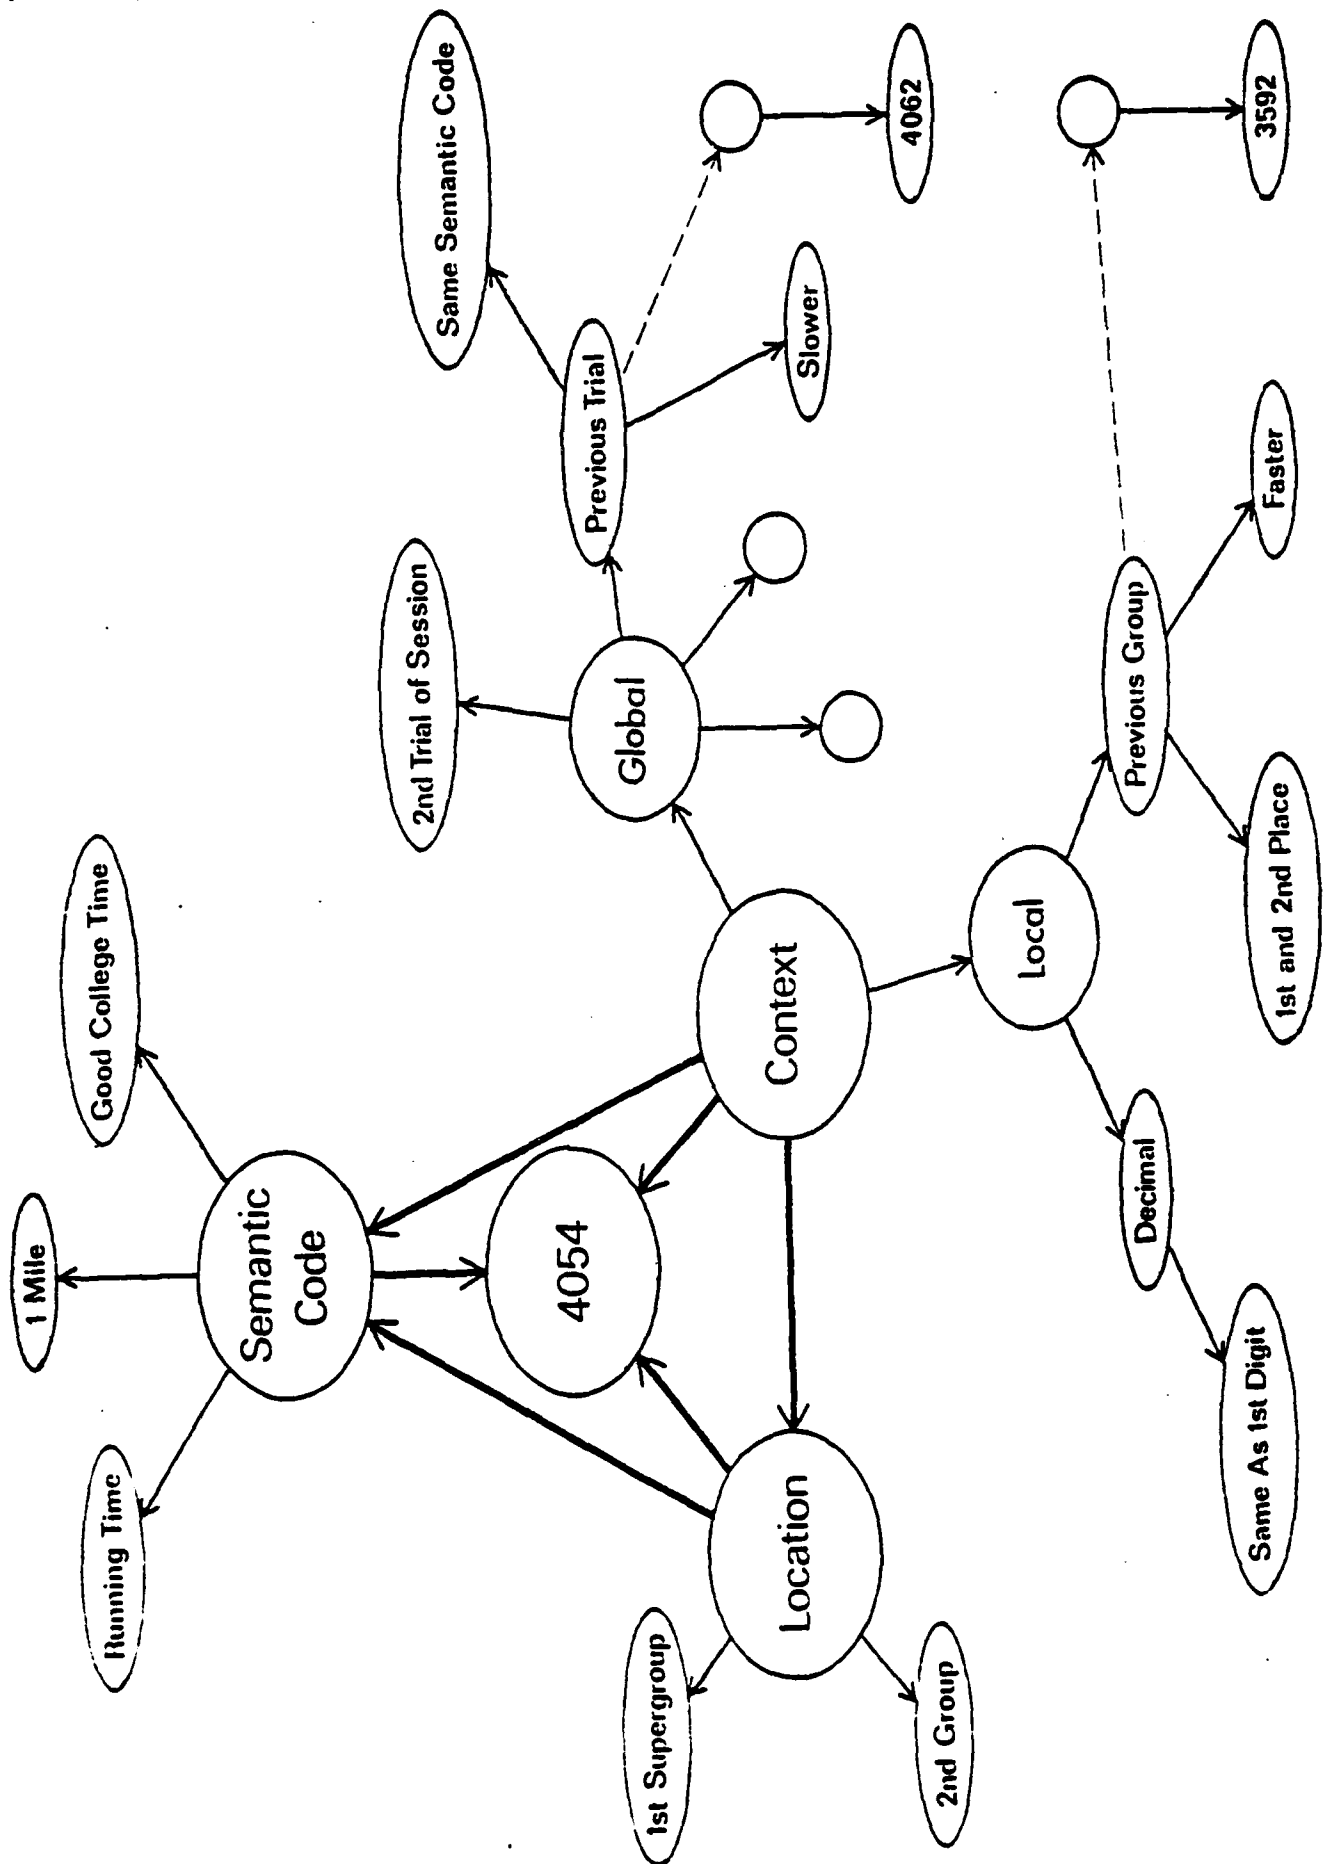 Running Time
1 Mile
Good College Time
Semantic
Code
2nd Trial of Session
Same Semantic Code
4054
Global
Previous Trial
4062
Slower
1st Supergroup
Location
Context
2nd Group
Local
Decimal
Previous Group
Same As 1st Digit
1st and 2nd Place
Faster
3592